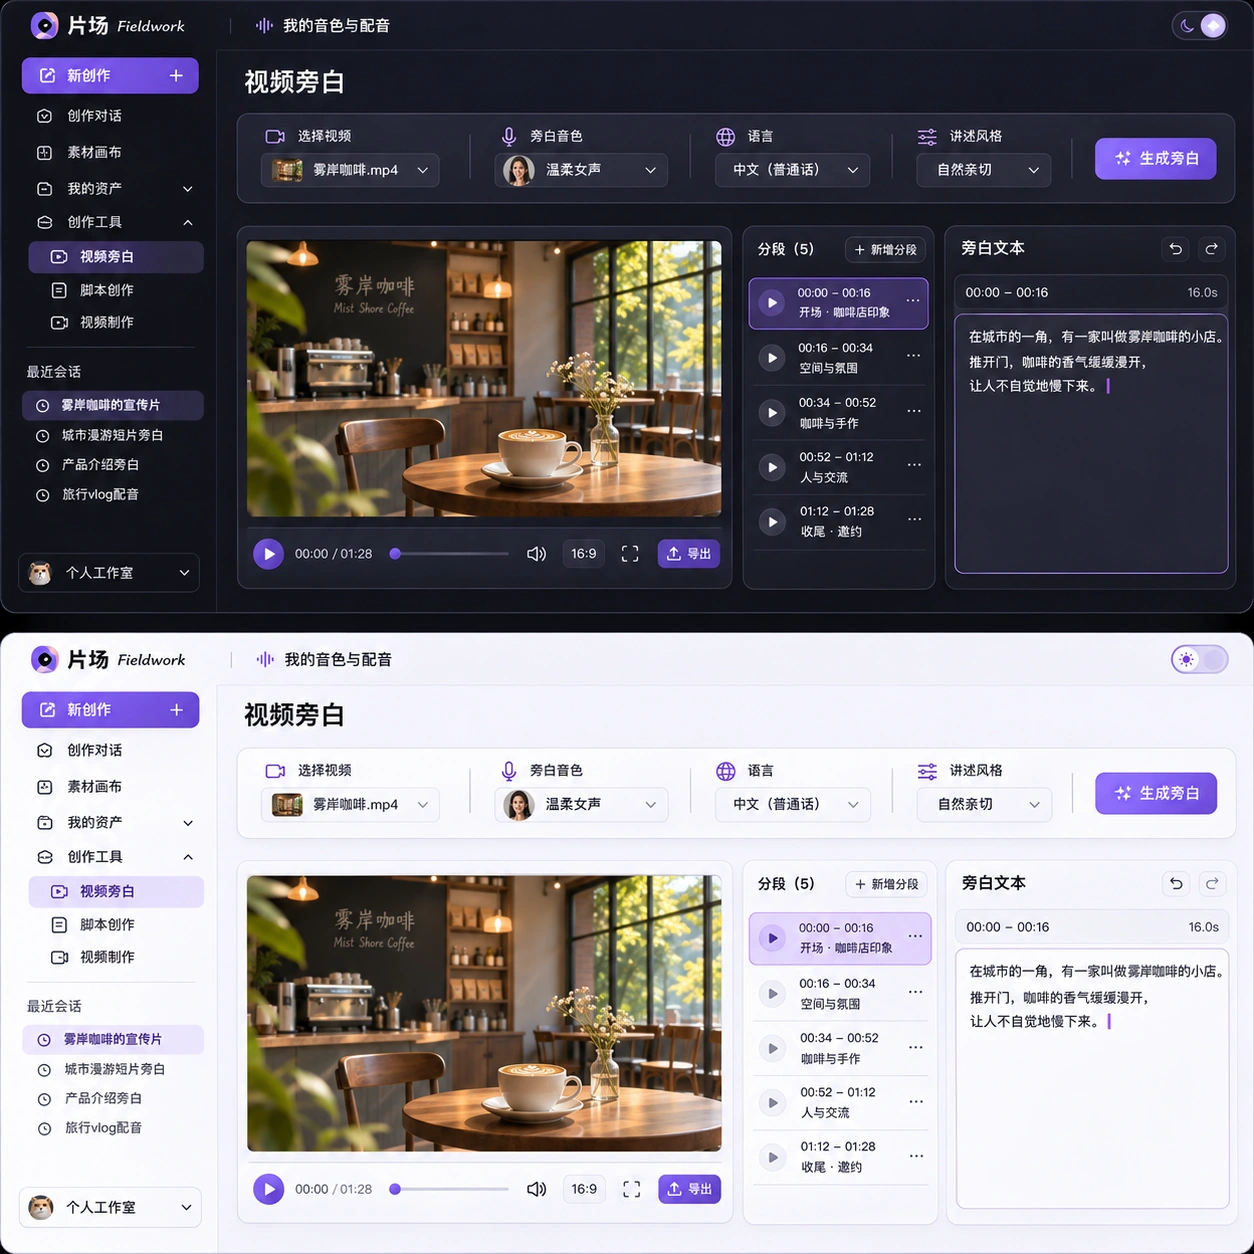 片场 Fieldwork
我的音色与配音
新创作
创作对话
素材画布
我的资产
创作工具
视频旁白
脚本创作
视频制作
最近会话
雾岸咖啡的宣传片
城市漫游短片旁白
产品介绍旁白
旅行vlog配音
个人工作室
视频旁白
选择视频
雾岸咖啡.mp4
旁白音色
温柔女声
语言
中文（普通话）
讲述风格
自然亲切
生成旁白
雾岸咖啡
Mist Shore Coffee
00:00 / 01:28
16:9
导出
分段（5）
新增分段
00:00 – 00:16
开场 · 咖啡店印象
00:16 – 00:34
空间与氛围
00:34 – 00:52
咖啡与手作
00:52 – 01:12
人与交流
01:12 – 01:28
收尾 · 邀约
旁白文本
00:00 – 00:16
16.0s
在城市的一角，有一家叫做雾岸咖啡的小店。
推开门，咖啡的香气缓缓漫开，
让人不自觉地慢下来。
片场 Fieldwork
我的音色与配音
新创作
创作对话
素材画布
我的资产
创作工具
视频旁白
脚本创作
视频制作
最近会话
雾岸咖啡的宣传片
城市漫游短片旁白
产品介绍旁白
旅行vlog配音
个人工作室
视频旁白
选择视频
雾岸咖啡.mp4
旁白音色
温柔女声
语言
中文（普通话）
讲述风格
自然亲切
生成旁白
雾岸咖啡
Mist Shore Coffee
00:00 / 01:28
16:9
导出
分段（5）
新增分段
00:00 – 00:16
开场 · 咖啡店印象
00:16 – 00:34
空间与氛围
00:34 – 00:52
咖啡与手作
00:52 – 01:12
人与交流
01:12 – 01:28
收尾 · 邀约
旁白文本
00:00 – 00:16
16.0s
在城市的一角，有一家叫做雾岸咖啡的小店。
推开门，咖啡的香气缓缓漫开，
让人不自觉地慢下来。